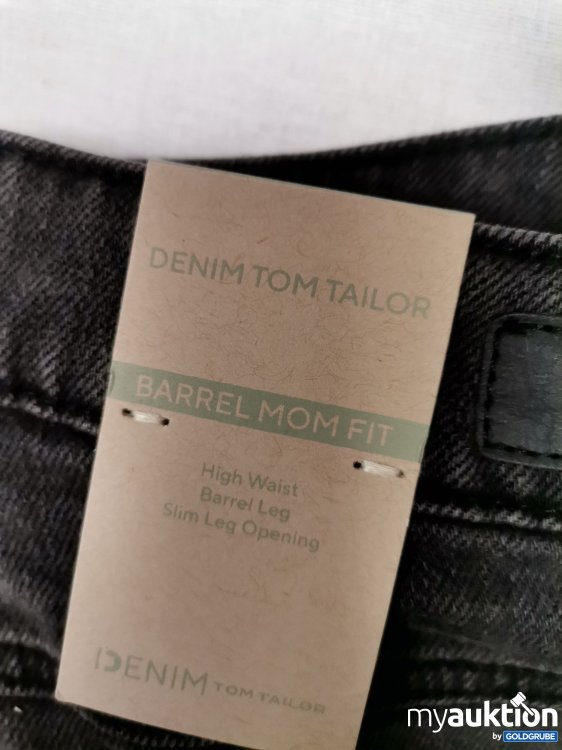 DENIM TOM TAILOR
BARREL MOM FIT
High Waist
Barrel Leg
Slim Leg Opening
DENIM TOM TAILOR
myauktion
by GOLDGRUBE